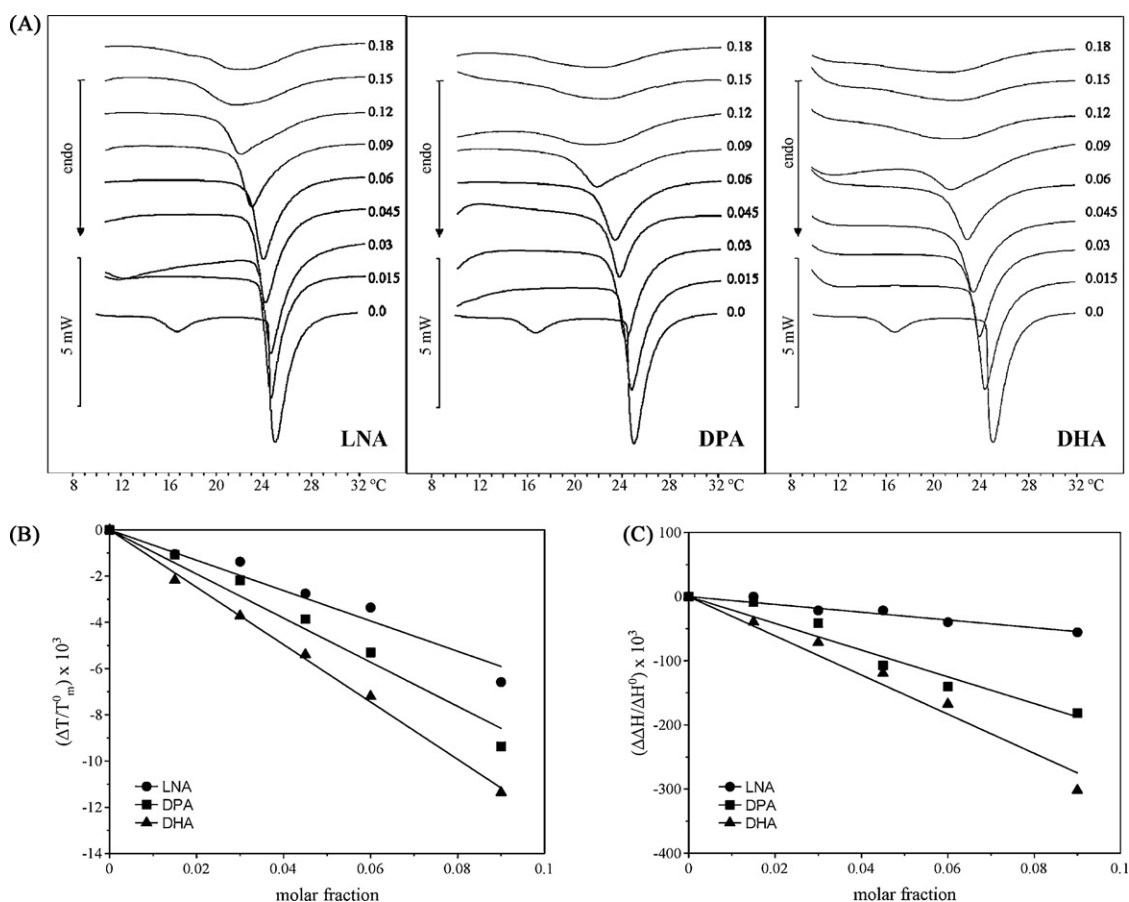 (A)
endo
5 mW
0.18
0.15
0.12
0.09
0.06
0.045
0.03
0.015
0.0
LNA
8 12 16 20 24 28 32 °C
endo
5 mW
0.18
0.15
0.12
0.09
0.06
0.045
0.03
0.015
0.0
DPA
8 12 16 20 24 28 32 °C
endo
5 mW
0.18
0.15
0.12
0.09
0.06
0.045
0.03
0.015
0.0
DHA
8 12 16 20 24 28 32 °C
(B)
(ΔT/T⁰m) x 10³
0
-2
-4
-6
-8
-10
-12
-14
LNA
DPA
DHA
0 0.02 0.04 0.06 0.08 0.1
molar fraction
(C)
(ΔΔH/ΔH⁰) x 10³
100
0
-100
-200
-300
-400
LNA
DPA
DHA
0 0.02 0.04 0.06 0.08 0.1
molar fraction